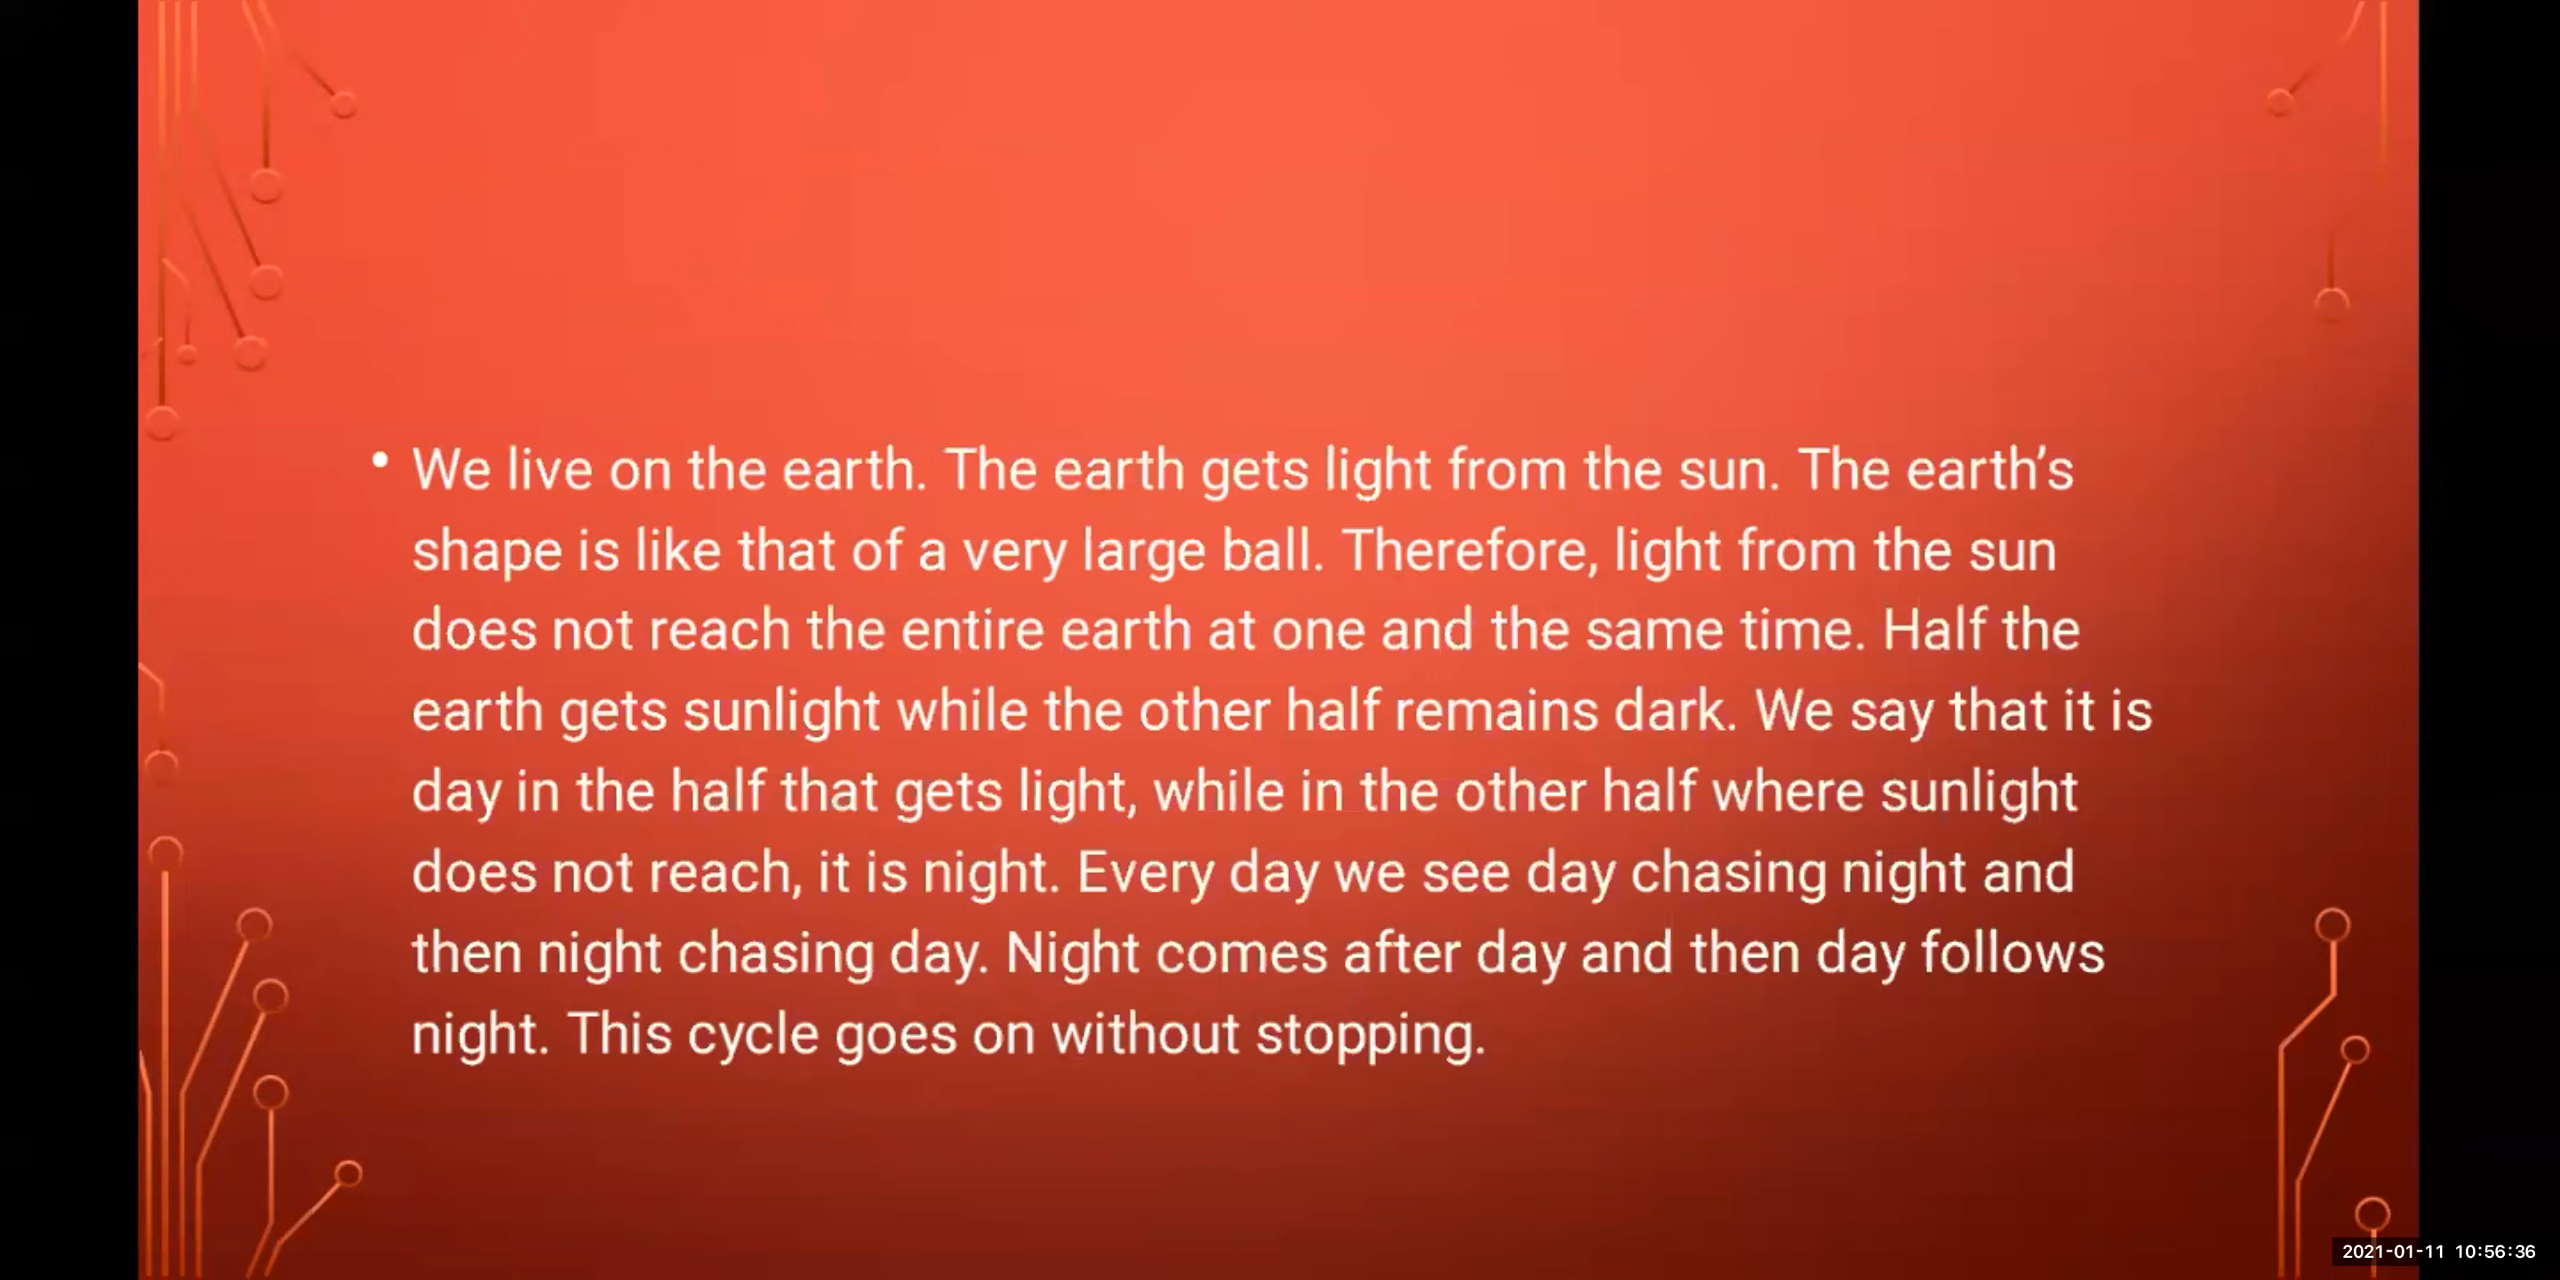 • We live on the earth. The earth gets light from the sun. The earth’s
shape is like that of a very large ball. Therefore, light from the sun
does not reach the entire earth at one and the same time. Half the
earth gets sunlight while the other half remains dark. We say that it is
day in the half that gets light, while in the other half where sunlight
does not reach, it is night. Every day we see day chasing night and
then night chasing day. Night comes after day and then day follows
night. This cycle goes on without stopping.
2021-01-11 10:56:36